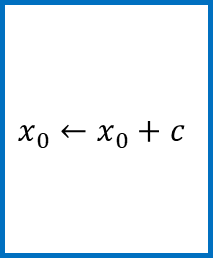 x₀ ← x₀ + c